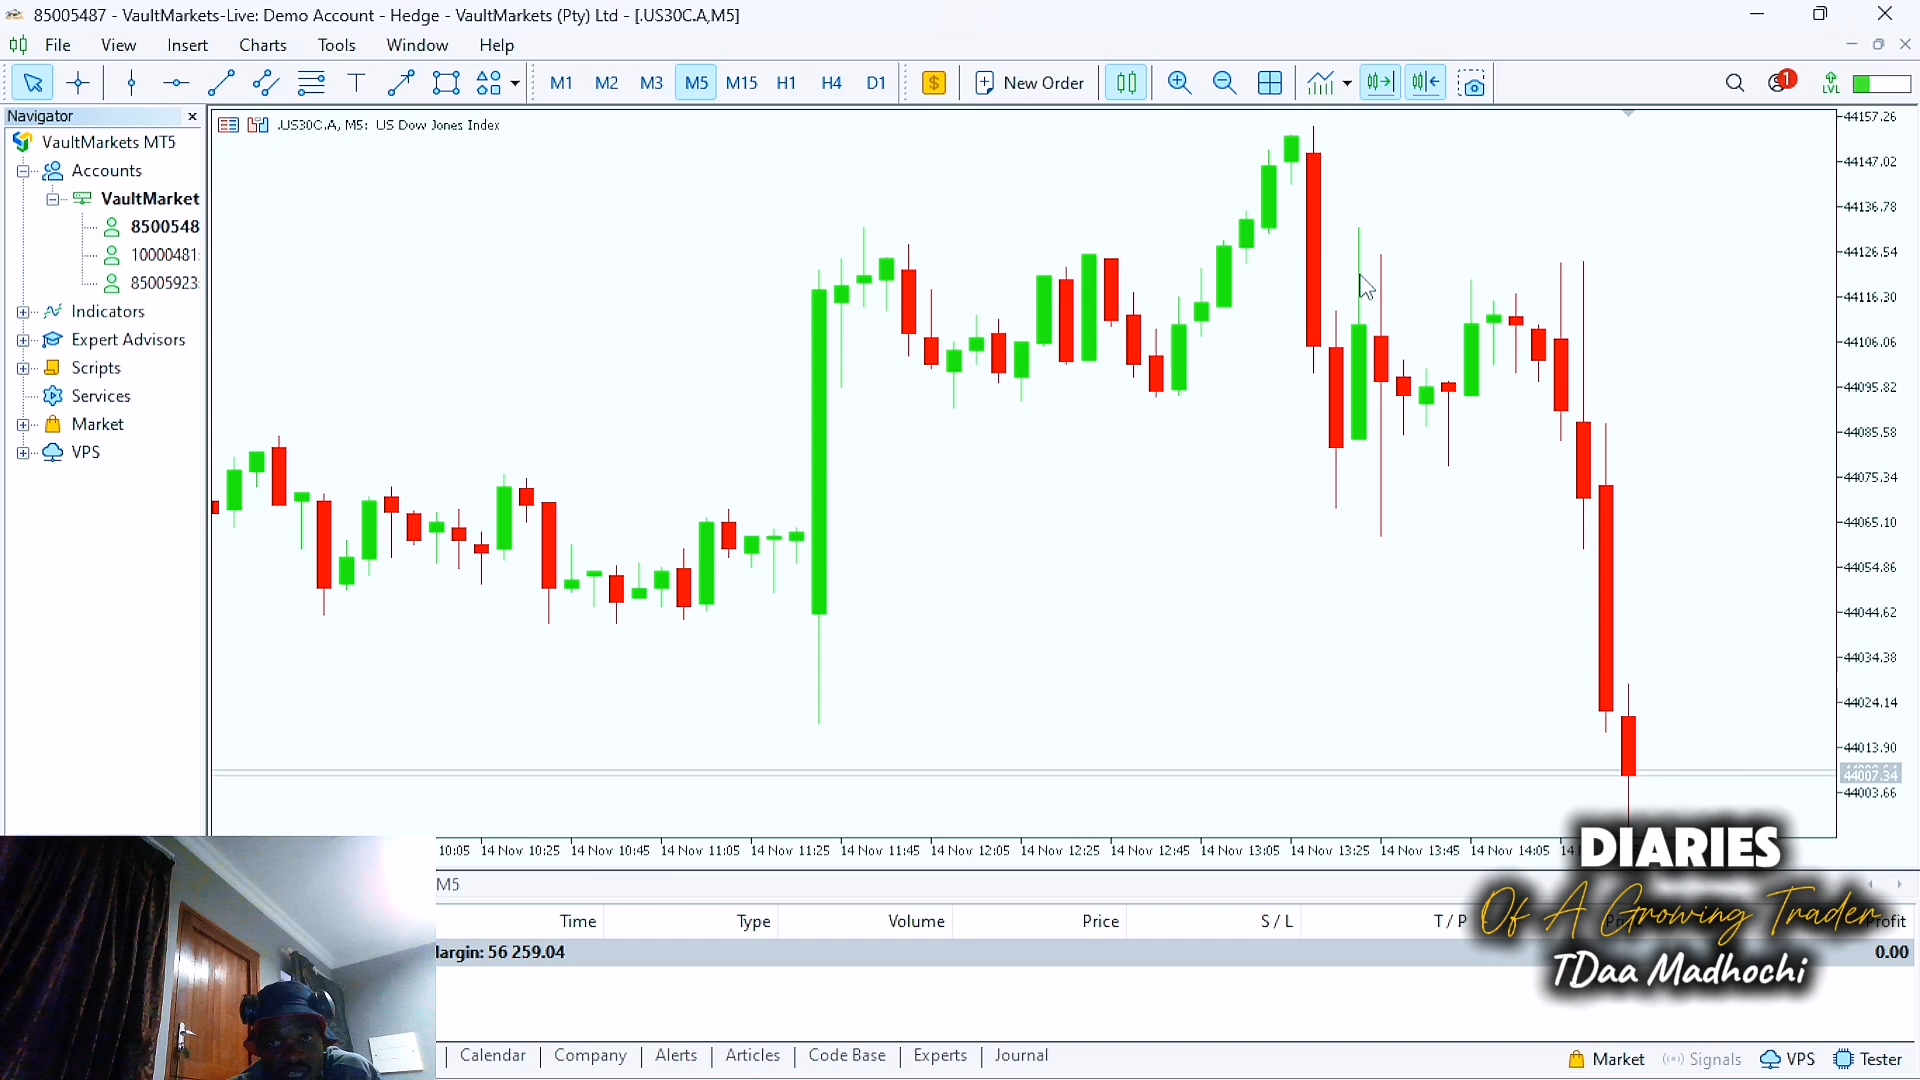 85005487 - VaultMarkets-Live: Demo Account - Hedge - VaultMarkets (Pty) Ltd - [.US30C.A,M5]
File View Insert Charts Tools Window Help
M1 M2 M3 M5 M15 H1 H4 D1 $ New Order 1 LVL
Navigator
VaultMarkets MT5
Accounts
VaultMarket
8500548
10000481
85005923
Indicators
Expert Advisors
Scripts
Services
Market
VPS
.US30C.A, M5: US Dow Jones Index
44157.26
44147.02
44136.78
44126.54
44116.30
44106.06
44095.82
44085.58
44075.34
44065.10
44054.86
44044.62
44034.38
44024.14
44013.90
44007.34
44003.66
10:05 14 Nov 10:25 14 Nov 10:45 14 Nov 11:05 14 Nov 11:25 14 Nov 11:45 14 Nov 12:05 14 Nov 12:25 14 Nov 12:45 14 Nov 13:05 14 Nov 13:25 14 Nov 13:45 14 Nov 14:05 14
M5
Time Type Volume Price S / L T / P Profit
Margin: 56 259.04 0.00
DIARIES
Of A Growing Trader
TDaa Madhochi
Calendar Company Alerts Articles Code Base Experts Journal
Market Signals VPS Tester